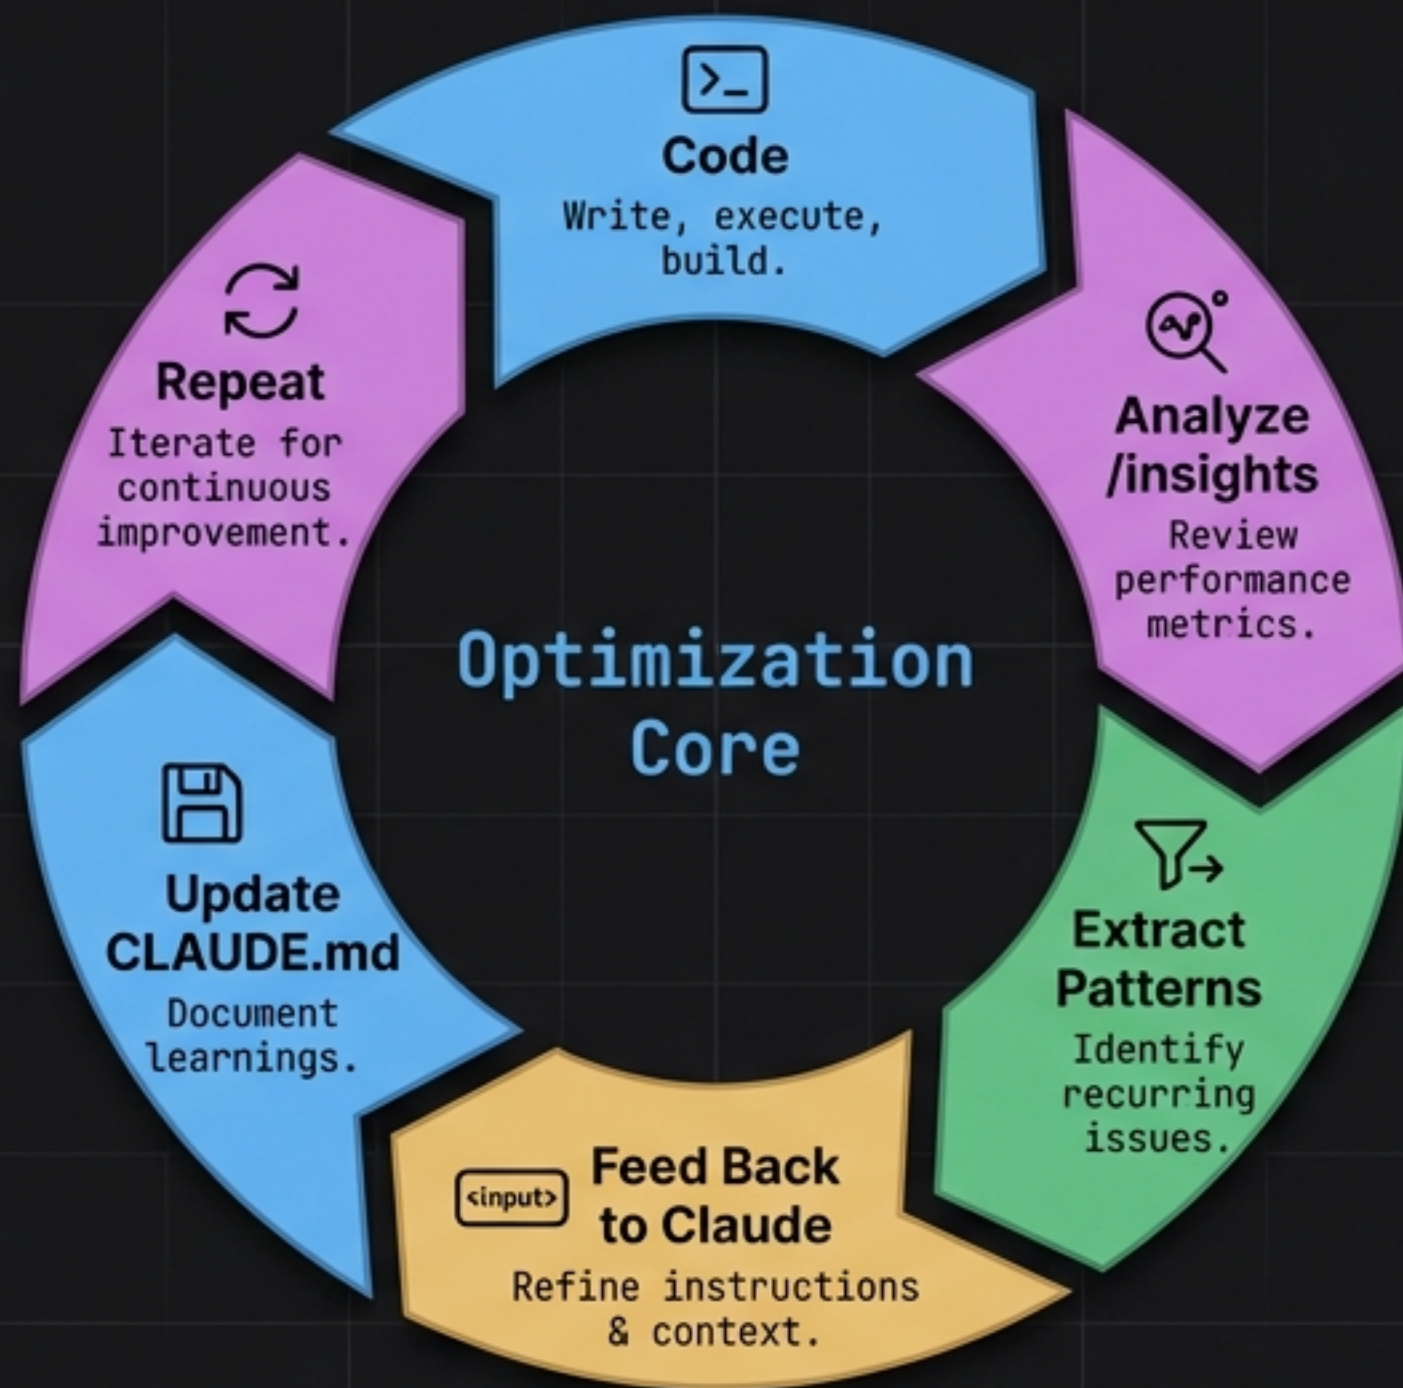 >_
Code
Write, execute,
build.
Analyze
/insights
Review
performance
metrics.
Extract
Patterns
Identify
recurring
issues.
<input>
Feed Back
to Claude
Refine instructions
& context.
Update
CLAUDE.md
Document
learnings.
Repeat
Iterate for
continuous
improvement.
Optimization
Core